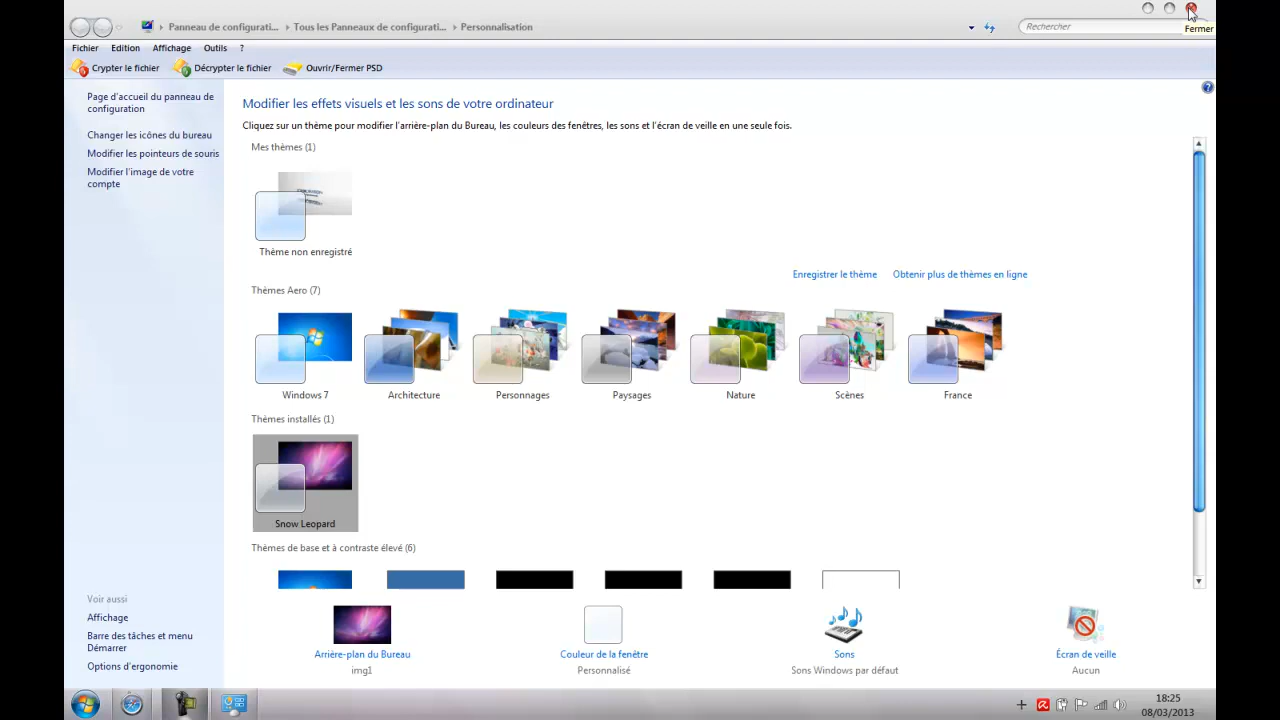 Panneau de configurati... Tous les Panneaux de configurati... Personnalisation
Rechercher
Fermer
Fichier Edition Affichage Outils ?
Crypter le fichier Décrypter le fichier Ouvrir/Fermer PSD
Page d'accueil du panneau de
configuration
Changer les icônes du bureau
Modifier les pointeurs de souris
Modifier l'image de votre
compte
Modifier les effets visuels et les sons de votre ordinateur
Cliquez sur un thème pour modifier l'arrière-plan du Bureau, les couleurs des fenêtres, les sons et l'écran de veille en une seule fois.
Mes thèmes (1)
Thème non enregistré
Enregistrer le thème Obtenir plus de thèmes en ligne
Thèmes Aero (7)
Windows 7 Architecture Personnages Paysages Nature Scènes France
Thèmes installés (1)
Snow Leopard
Thèmes de base et à contraste élevé (6)
Voir aussi
Affichage
Barre des tâches et menu
Démarrer
Options d'ergonomie
Arrière-plan du Bureau
img1
Couleur de la fenêtre
Personnalisé
Sons
Sons Windows par défaut
Écran de veille
Aucun
18:25
08/03/2013